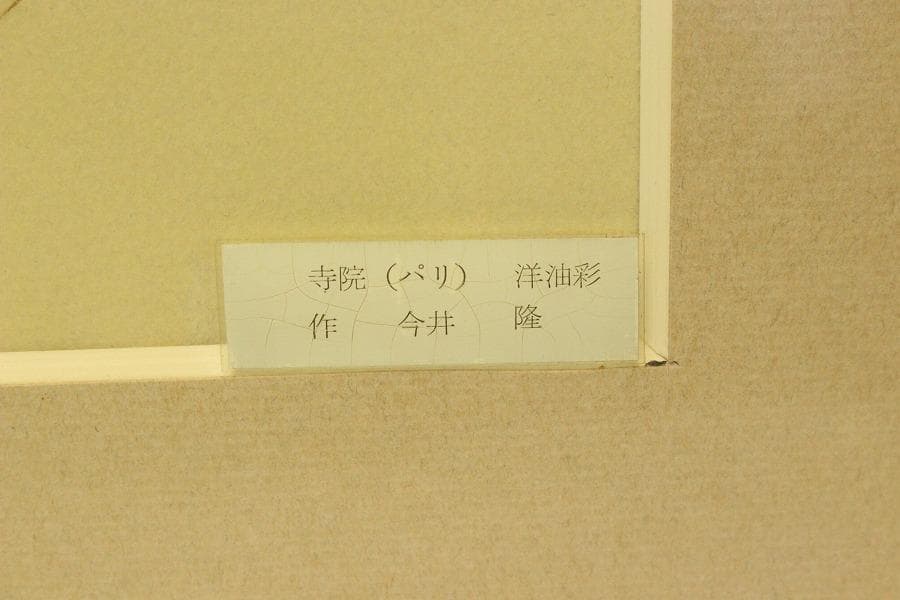 寺院（パリ）　洋油彩
作　今井　隆